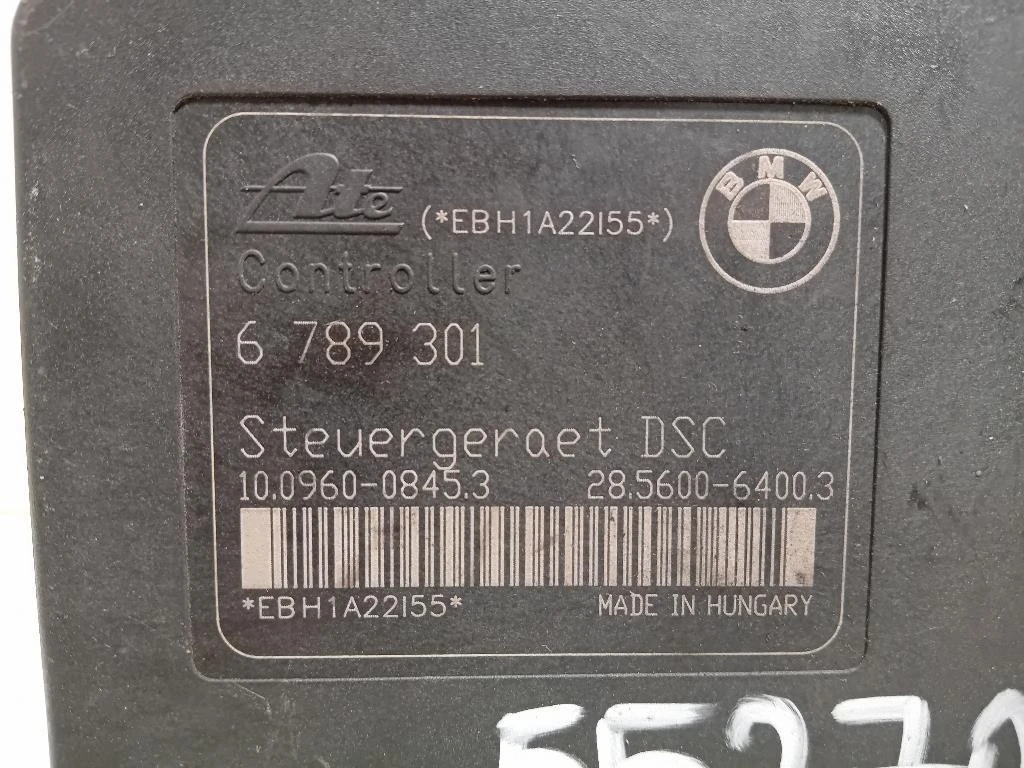 Ate (*EBH1A22I55*)
BMW
Controller
6 789 301
Steuergeraet DSC
10.0960-0845.3 28.5600-6400.3
*EBH1A22I55* MADE IN HUNGARY